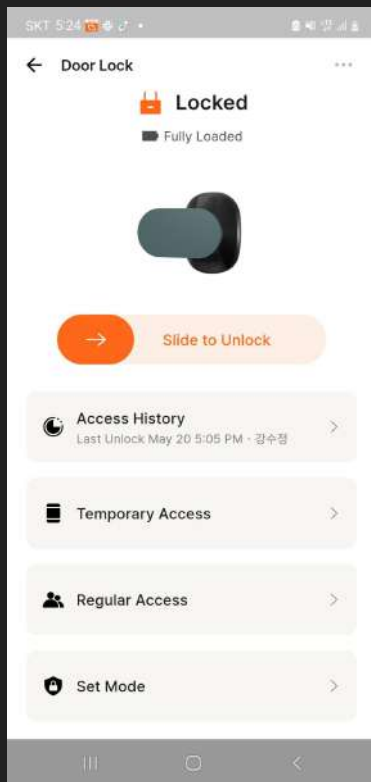 SKT 5:24
Door Lock
Locked
Fully Loaded
Slide to Unlock
Access History
Last Unlock May 20 5:05 PM - 강수정
Temporary Access
Regular Access
Set Mode